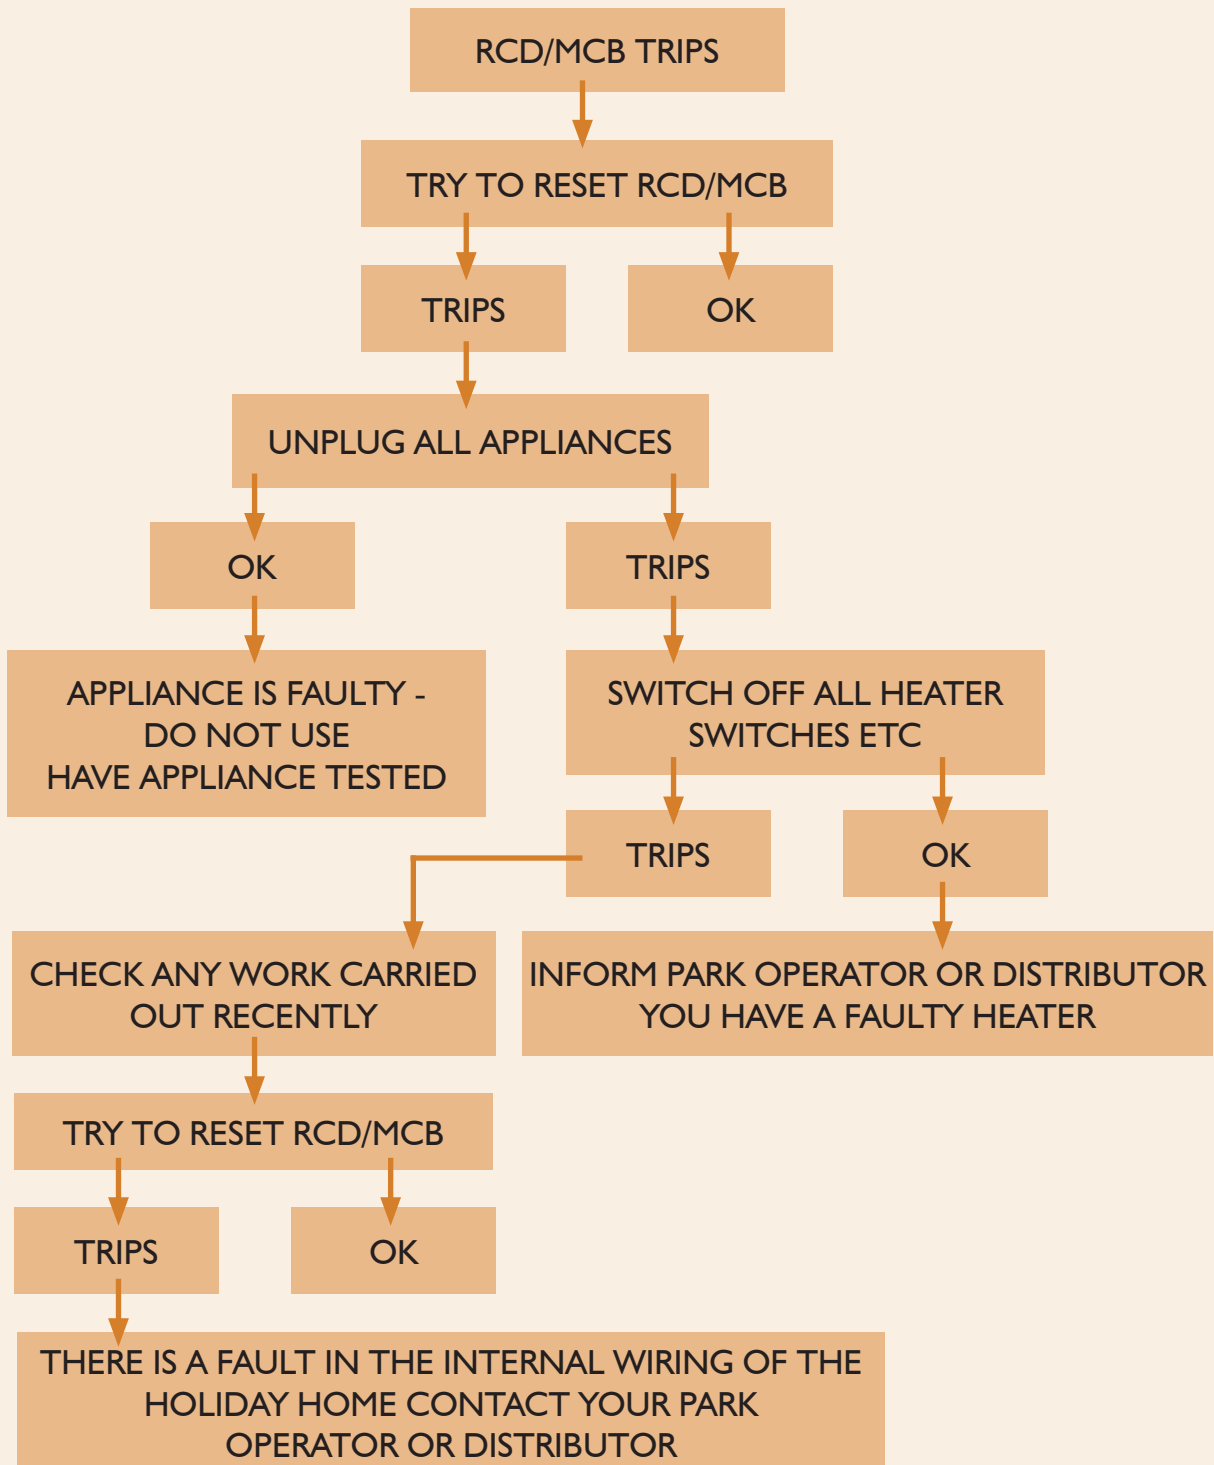 RCD/MCB TRIPS
TRY TO RESET RCD/MCB
TRIPS
OK
UNPLUG ALL APPLIANCES
OK
TRIPS
APPLIANCE IS FAULTY -
DO NOT USE
HAVE APPLIANCE TESTED
SWITCH OFF ALL HEATER
SWITCHES ETC
TRIPS
OK
CHECK ANY WORK CARRIED
OUT RECENTLY
INFORM PARK OPERATOR OR DISTRIBUTOR
YOU HAVE A FAULTY HEATER
TRY TO RESET RCD/MCB
TRIPS
OK
THERE IS A FAULT IN THE INTERNAL WIRING OF THE
HOLIDAY HOME CONTACT YOUR PARK
OPERATOR OR DISTRIBUTOR